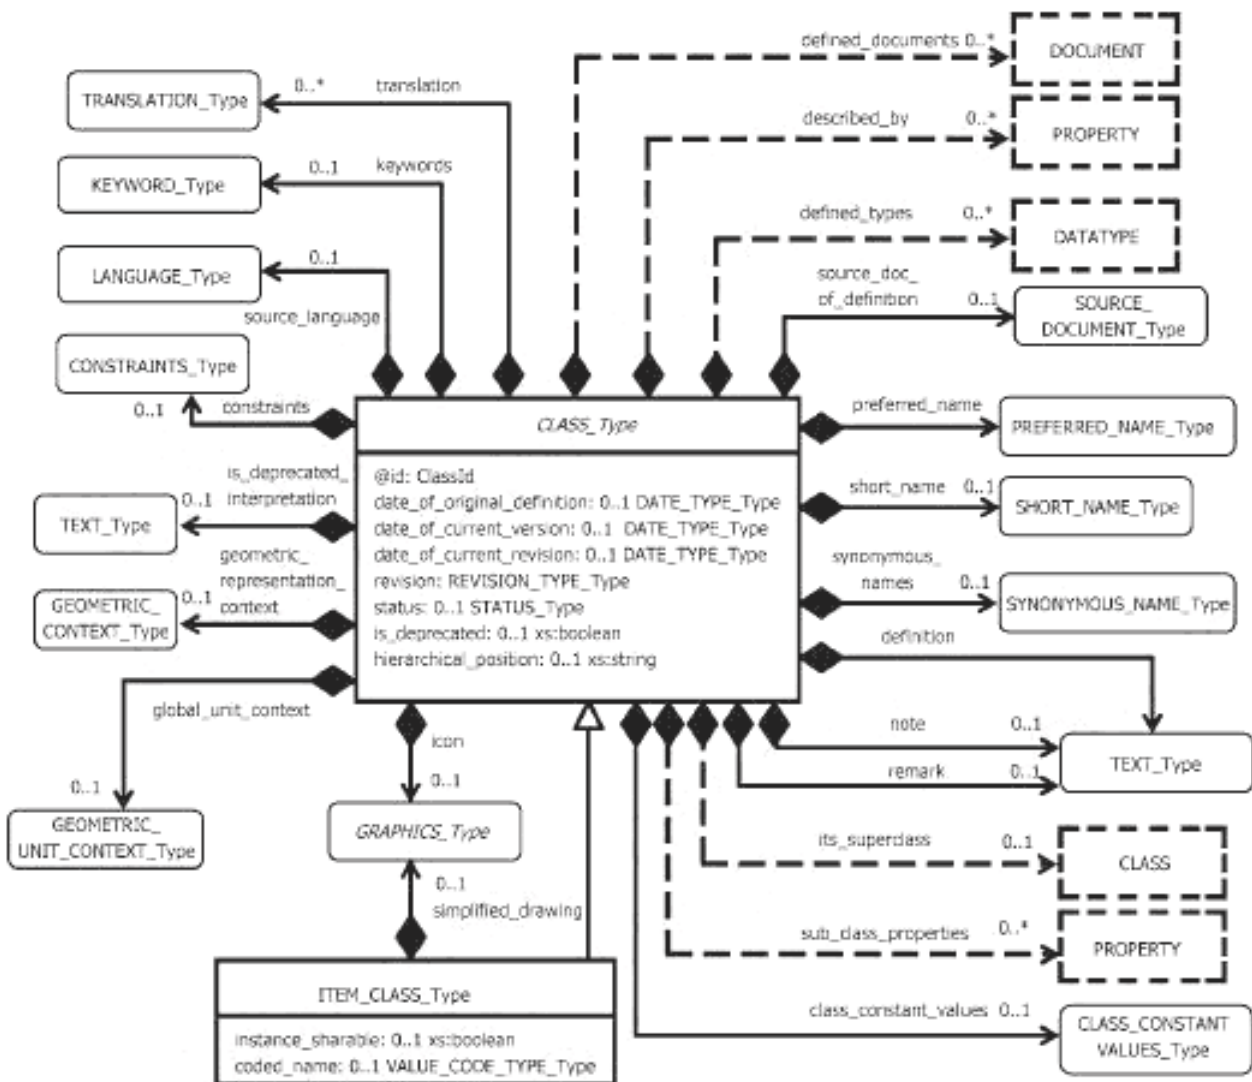 defined_documents 0..*
DOCUMENT
TRANSLATION_Type
0..*
translation
described_by
0..*
PROPERTY
KEYWORD_Type
0..1
keywords
defined_types
0..*
DATATYPE
LANGUAGE_Type
0..1
source_language
source_doc_
of_definition
0..1
SOURCE_
DOCUMENT_Type
CONSTRAINTS_Type
0..1
constraints
CLASS_Type
preferred_name
PREFERRED_NAME_Type
@id: ClassId
date_of_original_definition: 0..1 DATE_TYPE_Type
date_of_current_version: 0..1 DATE_TYPE_Type
date_of_current_revision: 0..1 DATE_TYPE_Type
revision: REVISION_TYPE_Type
status: 0..1 STATUS_Type
is_deprecated: 0..1 xs:boolean
hierarchical_position: 0..1 xs:string
is_deprecated_
interpretation
0..1
TEXT_Type
short_name
0..1
SHORT_NAME_Type
geometric_
representation_
context
0..1
GEOMETRIC_
CONTEXT_Type
synonymous_
names
0..1
SYNONYMOUS_NAME_Type
definition
global_unit_context
0..1
GEOMETRIC_
UNIT_CONTEXT_Type
icon
0..1
GRAPHICS_Type
note
0..1
remark
0..1
TEXT_Type
0..1
simplified_drawing
its_superclass
0..1
CLASS
sub_class_properties
0..*
PROPERTY
ITEM_CLASS_Type
instance_sharable: 0..1 xs:boolean
coded_name: 0..1 VALUE_CODE_TYPE_Type
class_constant_values 0..1
CLASS_CONSTANT
VALUES_Type